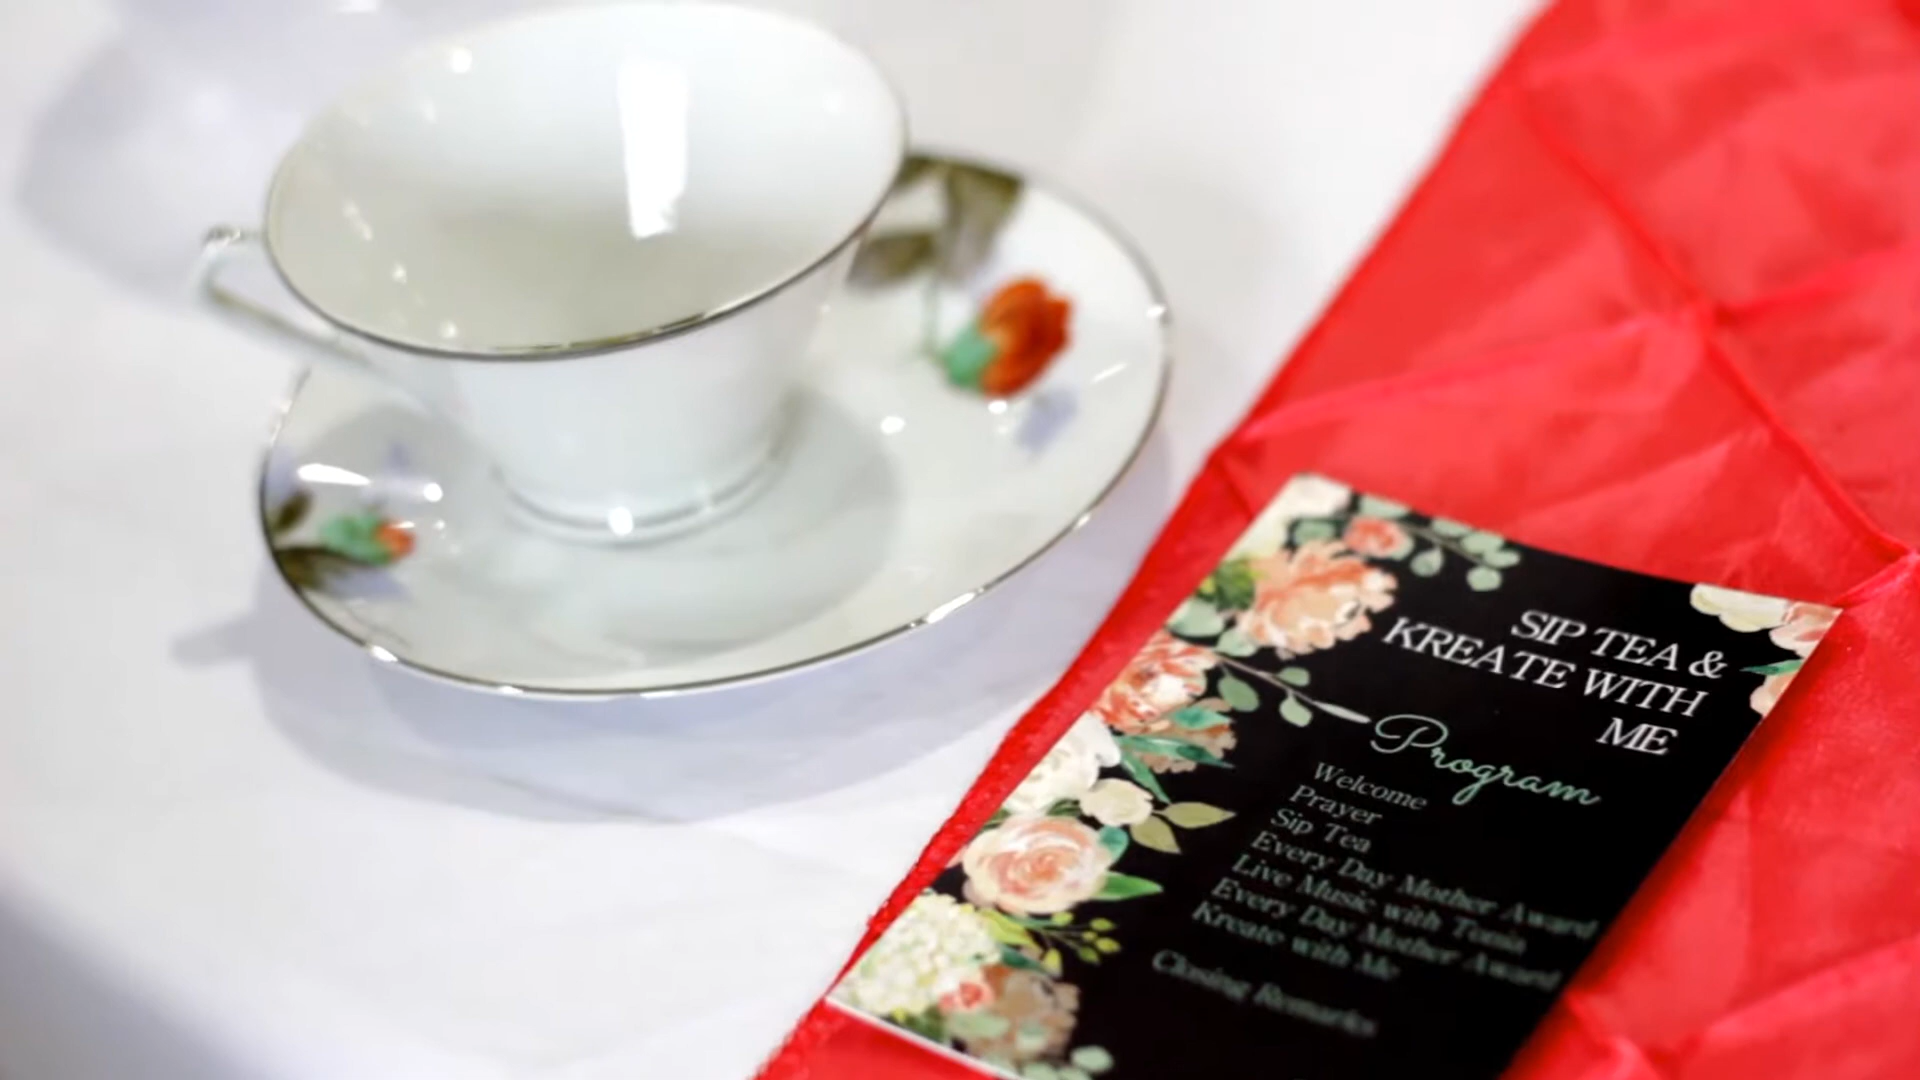 SIP TEA &
KREATE WITH
ME
Program
Welcome
Prayer
Sip Tea
Every Day Mother Award
Live Music with Tonia
Every Day Mother Award
Kreate with Me
Closing Remarks